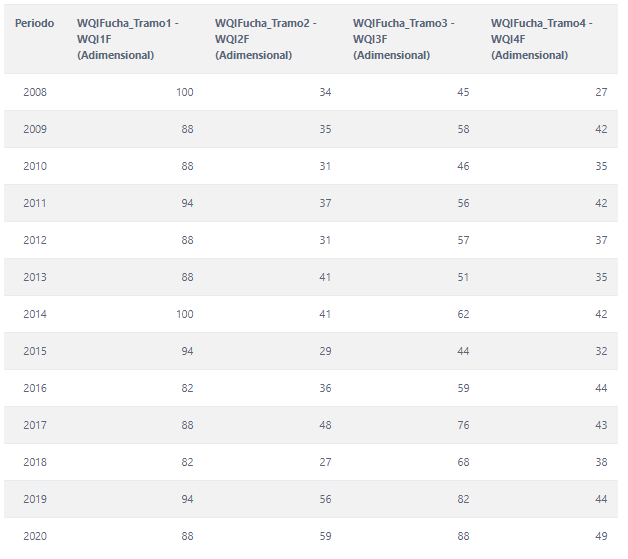 Periodo WQIFucha_Tramo1 - WQIFucha_Tramo2 - WQIFucha_Tramo3 - WQIFucha_Tramo4 -
WQI1F WQI2F WQI3F WQI4F
(Adimensional) (Adimensional) (Adimensional) (Adimensional)
2008 100 34 45 27
2009 88 35 58 42
2010 88 31 46 35
2011 94 37 56 42
2012 88 31 57 37
2013 88 41 51 35
2014 100 41 62 42
2015 94 29 44 32
2016 82 36 59 44
2017 88 48 76 43
2018 82 27 68 38
2019 94 56 82 44
2020 88 59 88 49